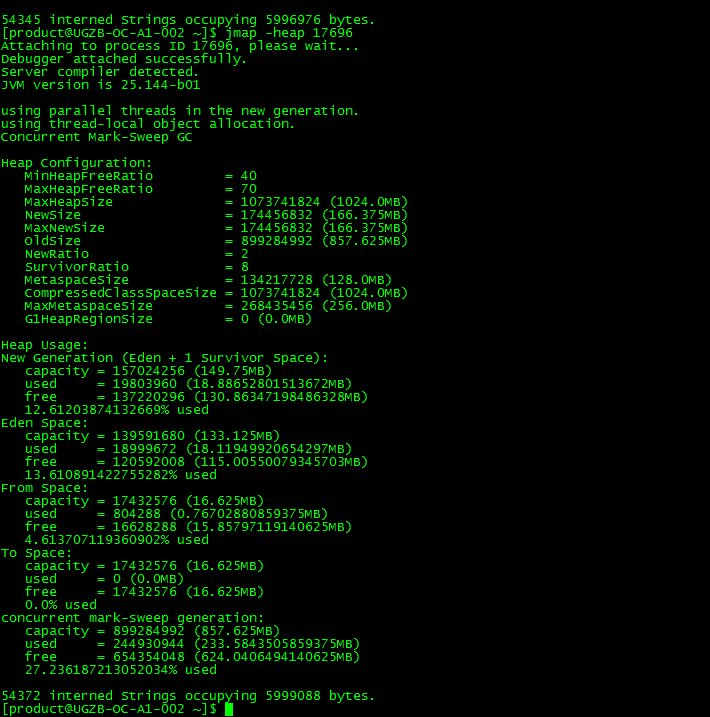 54345 interned Strings occupying 5996976 bytes.
[product@UGZB-OC-A1-002 ~]$ jmap -heap 17696
Attaching to process ID 17696, please wait...
Debugger attached successfully.
Server compiler detected.
JVM version is 25.144-b01
using parallel threads in the new generation.
using thread-local object allocation.
Concurrent Mark-Sweep GC
Heap Configuration:
MinHeapFreeRatio = 40
MaxHeapFreeRatio = 70
MaxHeapSize = 1073741824 (1024.0MB)
NewSize = 174456832 (166.375MB)
MaxNewSize = 174456832 (166.375MB)
OldSize = 899284992 (857.625MB)
NewRatio = 2
SurvivorRatio = 8
MetaspaceSize = 134217728 (128.0MB)
CompressedClassSpaceSize = 1073741824 (1024.0MB)
MaxMetaspaceSize = 268435456 (256.0MB)
G1HeapRegionSize = 0 (0.0MB)
Heap Usage:
New Generation (Eden + 1 Survivor Space):
capacity = 157024256 (149.75MB)
used = 19803960 (18.88652801513672MB)
free = 137220296 (130.86347198486328MB)
12.61203874132669% used
Eden Space:
capacity = 139591680 (133.125MB)
used = 18999672 (18.11949920654297MB)
free = 120592008 (115.00550079345703MB)
13.610891422755282% used
From Space:
capacity = 17432576 (16.625MB)
used = 804288 (0.76702880859375MB)
free = 16628288 (15.85797119140625MB)
4.613707119360902% used
To Space:
capacity = 17432576 (16.625MB)
used = 0 (0.0MB)
free = 17432576 (16.625MB)
0.0% used
concurrent mark-sweep generation:
capacity = 899284992 (857.625MB)
used = 244930944 (233.5843505859375MB)
free = 654354048 (624.0406494140625MB)
27.236187213052034% used
54372 interned Strings occupying 5999088 bytes.
[product@UGZB-OC-A1-002 ~]$